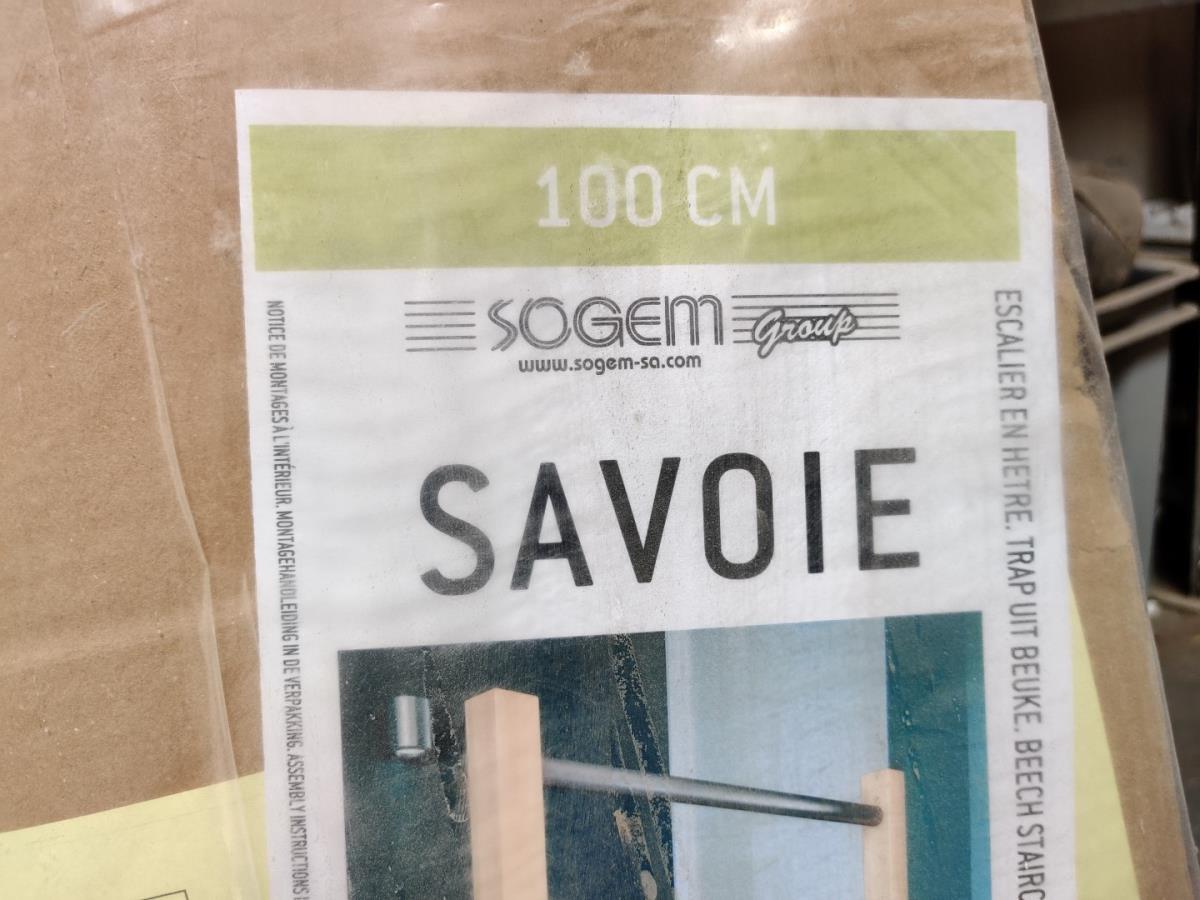 100 CM
SOGEM Group
www.sogem-sa.com
SAVOIE
NOTICE DE MONTAGES À L'INTÉRIEUR. MONTAGEHANDLEIDING IN DE VERPAKKING. ASSEMBLY INSTRUCTIONS
ESCALIER EN HETRE. TRAP UIT BEUKE. BEECH STAIRC